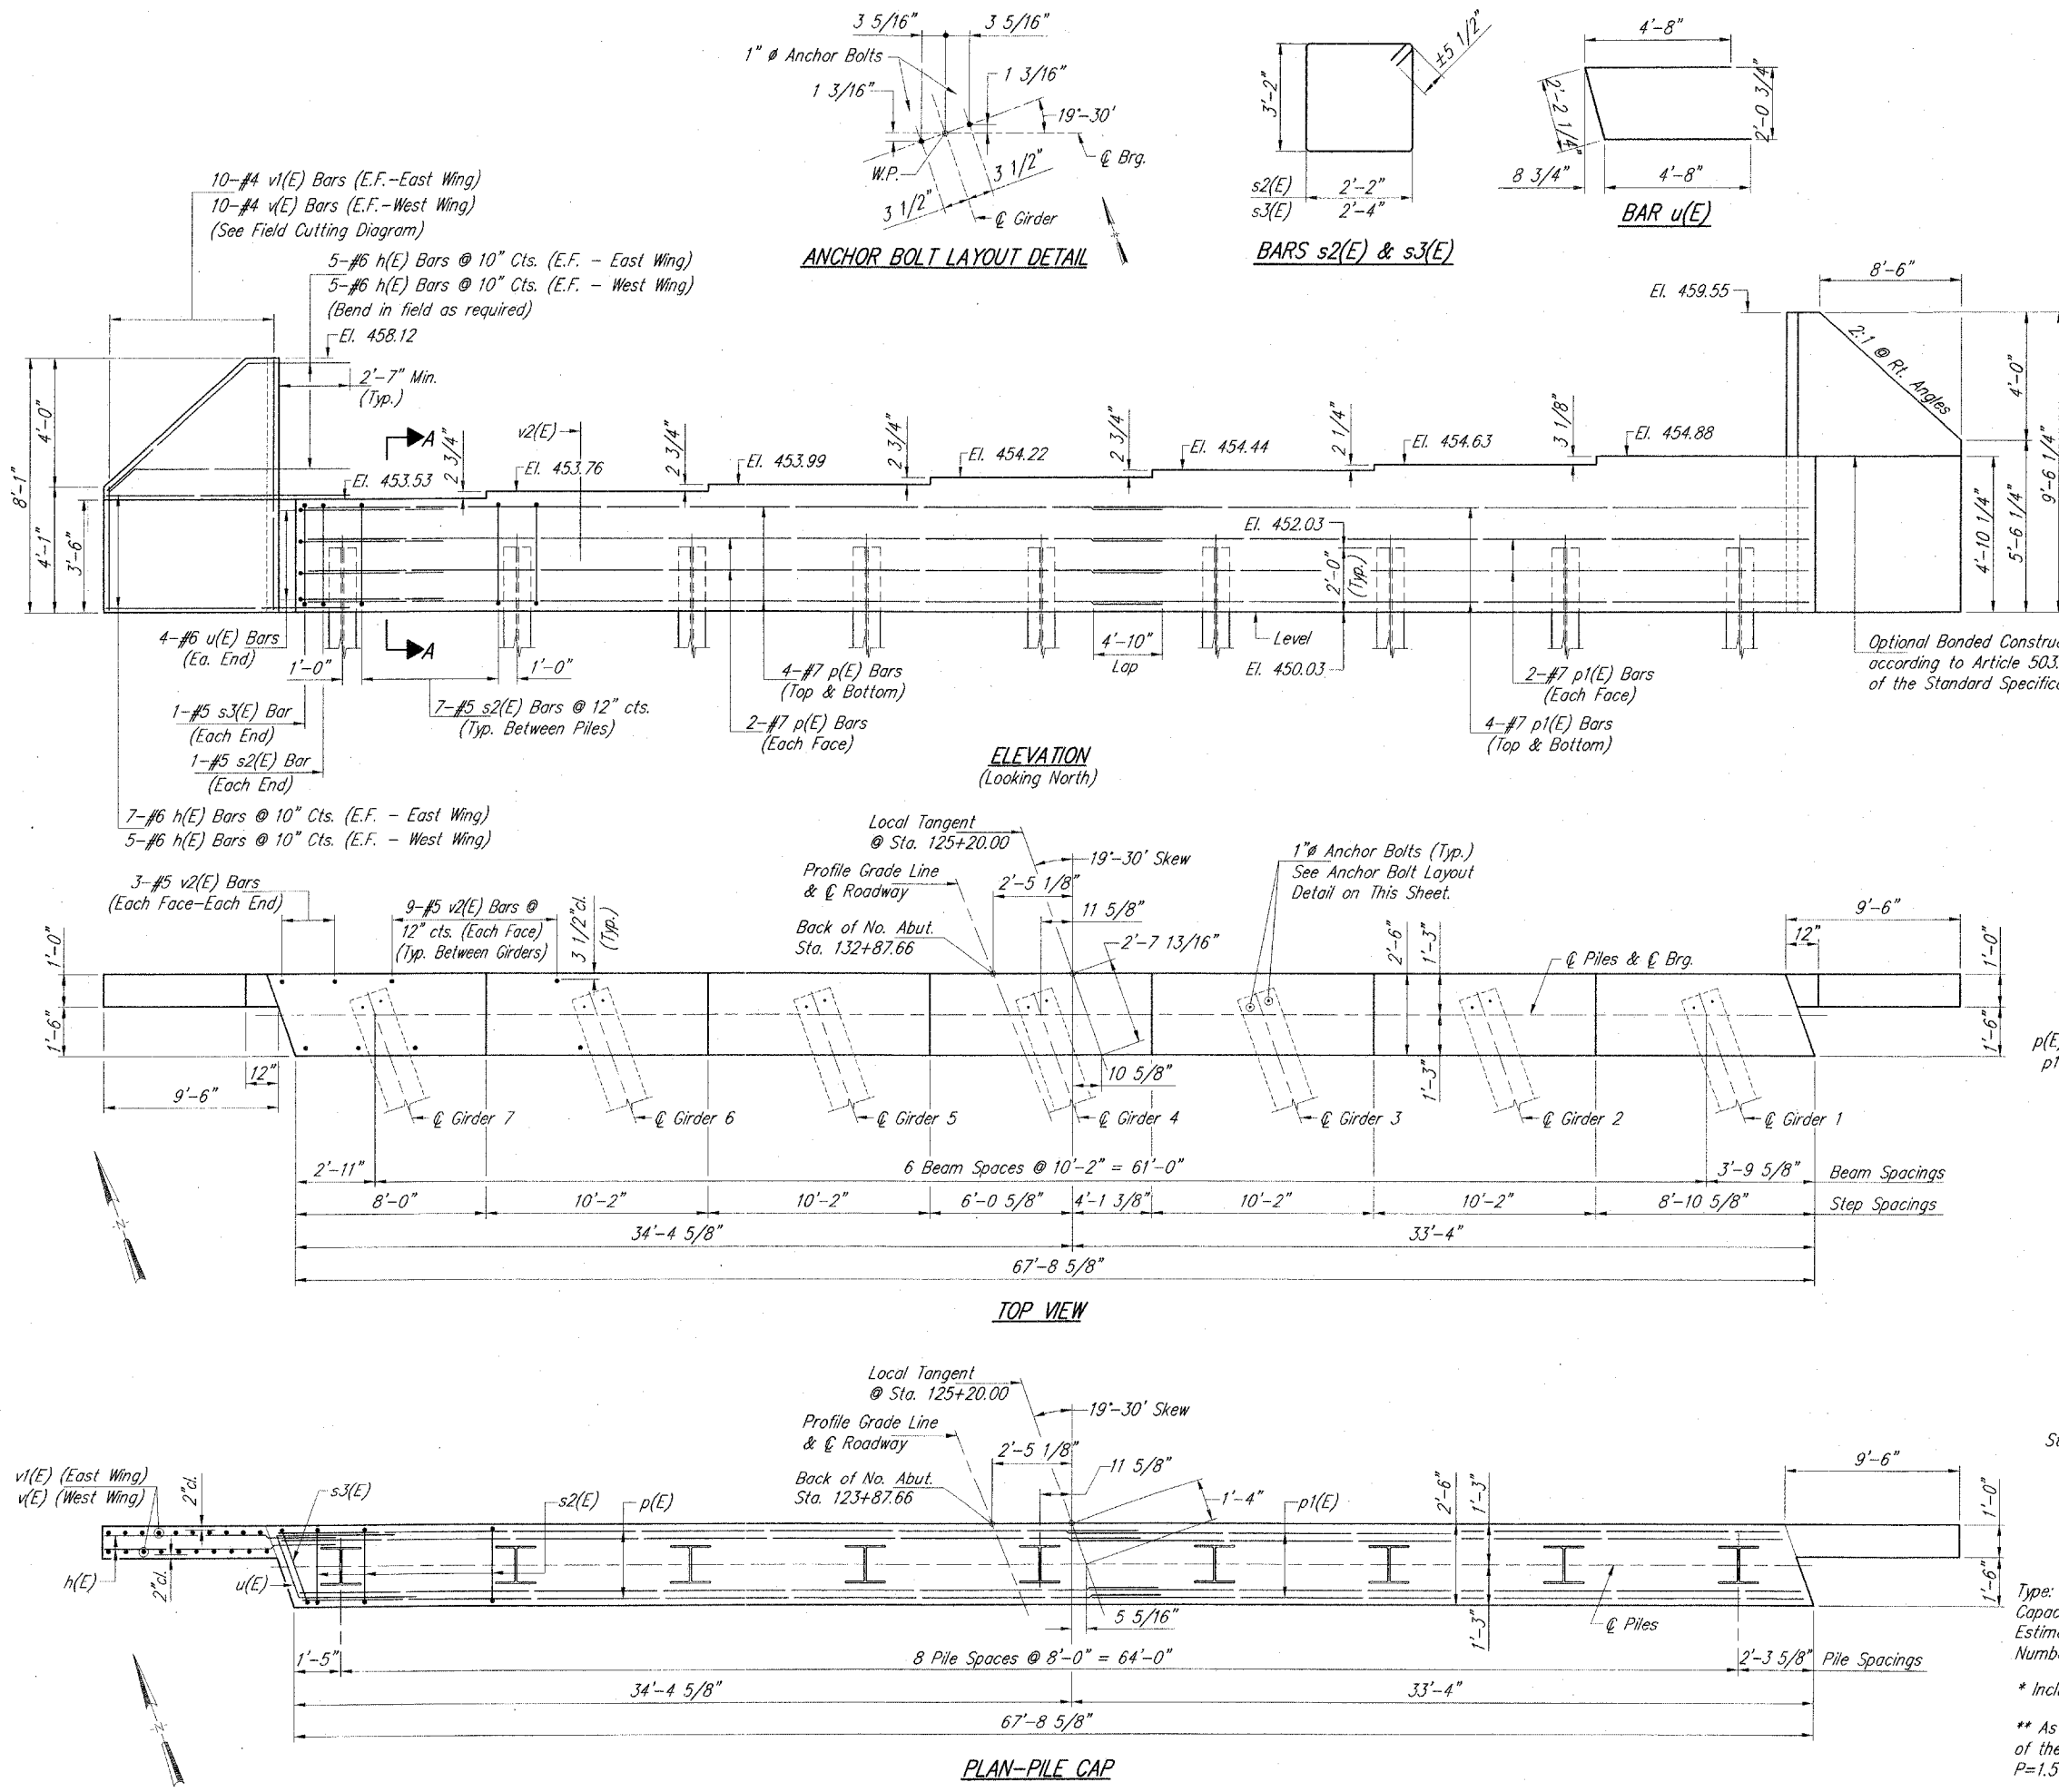 3 5/16"
3 5/16"
1" ø Anchor Bolts
1 3/16"
1 3/16"
19°-30'
℄ Brg.
W.P.
3 1/2"
3 1/2"
℄ Girder
ANCHOR BOLT LAYOUT DETAIL
3'-2"
±5 1/2"
s2(E) 2'-2"
s3(E) 2'-4"
BARS s2(E) & s3(E)
4'-8"
2'-2 1/4"
2'-0 3/4"
8 3/4"
4'-8"
BAR u(E)
10-#4 v1(E) Bars (E.F.-East Wing)
10-#4 v(E) Bars (E.F.-West Wing)
(See Field Cutting Diagram)
5-#6 h(E) Bars @ 10" Cts. (E.F. - East Wing)
5-#6 h(E) Bars @ 10" Cts. (E.F. - West Wing)
(Bend in field as required)
El. 458.12
2'-7" Min.
(Typ.)
8'-1"
4'-0"
4'-1"
3'-6"
A
A
v2(E)
El. 453.53
2 3/4"
El. 453.76
2 3/4"
El. 453.99
2 3/4"
El. 454.22
2 3/4"
El. 454.44
2 1/4"
El. 454.63
3 1/8"
El. 454.88
El. 459.55
8'-6"
2:1 @ Rt. Angles
4'-0"
9'-6 1/4"
4'-10 1/4"
5'-6 1/4"
El. 452.03
2'-0"
(Typ.)
Level
El. 450.03
4'-10"
Lap
4-#6 u(E) Bars
(Ea. End)
1'-0"
1'-0"
7-#5 s2(E) Bars @ 12" cts.
(Typ. Between Piles)
4-#7 p(E) Bars
(Top & Bottom)
2-#7 p(E) Bars
(Each Face)
2-#7 p1(E) Bars
(Each Face)
4-#7 p1(E) Bars
(Top & Bottom)
Optional Bonded Constru
according to Article 503.
of the Standard Specific
1-#5 s3(E) Bar
(Each End)
1-#5 s2(E) Bar
(Each End)
7-#6 h(E) Bars @ 10" Cts. (E.F. - East Wing)
5-#6 h(E) Bars @ 10" Cts. (E.F. - West Wing)
ELEVATION
(Looking North)
3-#5 v2(E) Bars
(Each Face-Each End)
9-#5 v2(E) Bars @
12" cts. (Each Face)
(Typ. Between Girders)
3 1/2"cl.
(Typ.)
Local Tangent
@ Sta. 125+20.00
Profile Grade Line
& ℄ Roadway
Back of No. Abut.
Sta. 132+87.66
19°-30' Skew
2'-5 1/8"
11 5/8"
2'-7 13/16"
1"ø Anchor Bolts (Typ.)
See Anchor Bolt Layout
Detail on This Sheet.
2'-6"
1'-3"
1'-3"
℄ Piles & ℄ Brg.
9'-6"
12"
1'-0"
1'-6"
1'-0"
1'-6"
12"
9'-6"
10 5/8"
℄ Girder 7
℄ Girder 6
℄ Girder 5
℄ Girder 4
℄ Girder 3
℄ Girder 2
℄ Girder 1
p(E)
p1
2'-11"
6 Beam Spaces @ 10'-2" = 61'-0"
3'-9 5/8"
Beam Spacings
8'-0"
10'-2"
10'-2"
6'-0 5/8"
4'-1 3/8"
10'-2"
10'-2"
8'-10 5/8"
Step Spacings
34'-4 5/8"
33'-4"
67'-8 5/8"
TOP VIEW
Local Tangent
@ Sta. 125+20.00
Profile Grade Line
& ℄ Roadway
Back of No. Abut.
Sta. 123+87.66
19°-30' Skew
2'-5 1/8"
11 5/8"
1'-4"
p1(E)
2'-6"
1'-3"
1'-3"
9'-6"
1'-0"
1'-6"
St
v1(E) (East Wing)
v(E) (West Wing)
2"cl.
s3(E)
s2(E)
p(E)
h(E)
2"cl.
u(E)
5 5/16"
℄ Piles
1'-5"
8 Pile Spaces @ 8'-0" = 64'-0"
2'-3 5/8"
Pile Spacings
34'-4 5/8"
33'-4"
67'-8 5/8"
PLAN-PILE CAP
Type:
Capac
Estim
Numb
* Incl
** As
of the
P=1.5